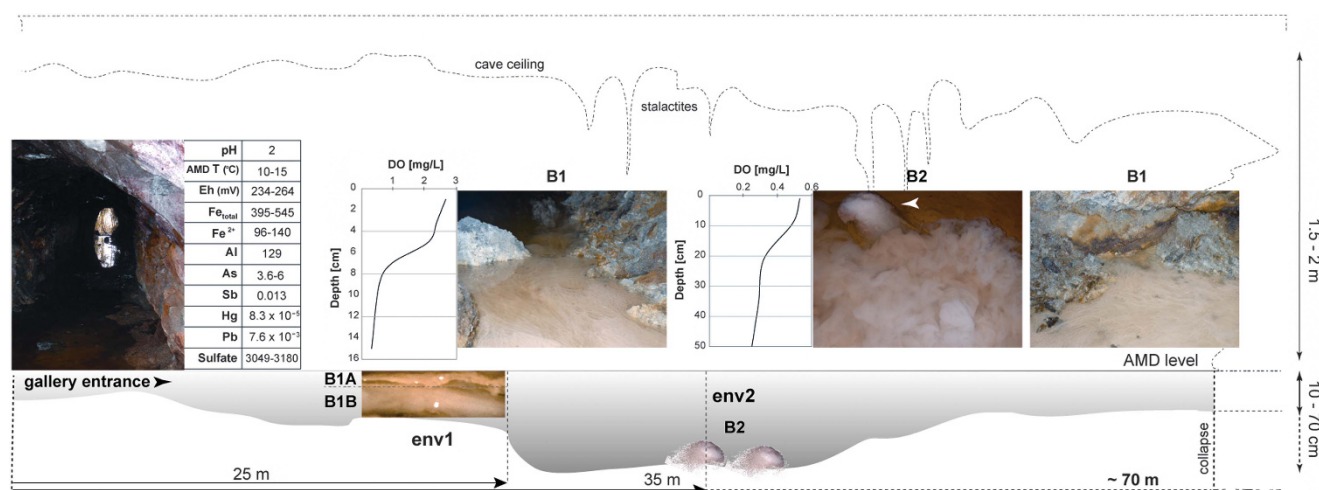 cave ceiling
stalactites
pH 2
AMD T (°C) 10-15
Eh (mV) 234-264
Fe total 395-545
Fe 2+ 96-140
Al 129
As 3.6-6
Sb 0.013
Hg 8.3 x 10⁻⁵
Pb 7.6 x 10⁻³
Sulfate 3049-3180
DO [mg/L]
1 2 3
Depth [cm]
0
2
4
6
8
10
12
14
16
B1
DO [mg/L]
0.2 0.4 0.6
Depth [cm]
0
10
20
30
40
50
B2
B1
1.5 - 2 m
AMD level
gallery entrance
B1A
B1B
env1
env2
B2
10 - 70 cm
collapse
25 m
35 m
~ 70 m